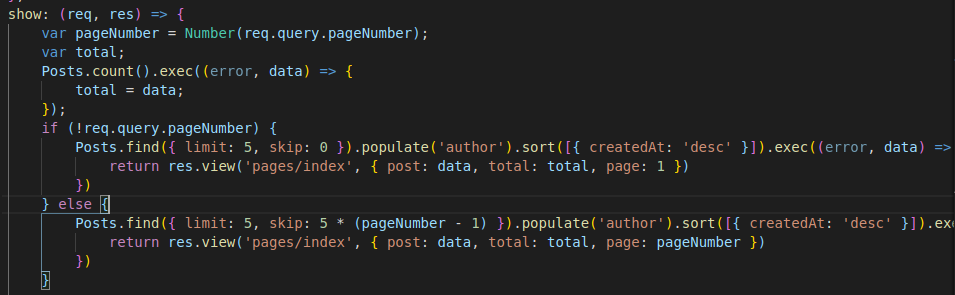 show: (req, res) => {
var pageNumber = Number(req.query.pageNumber);
var total;
Posts.count().exec((error, data) => {
total = data;
});
if (!req.query.pageNumber) {
Posts.find({ limit: 5, skip: 0 }).populate('author').sort([{ createdAt: 'desc' }]).exec((error, data) =>
return res.view('pages/index', { post: data, total: total, page: 1 })
})
} else {
Posts.find({ limit: 5, skip: 5 * (pageNumber - 1) }).populate('author').sort([{ createdAt: 'desc' }]).exe
return res.view('pages/index', { post: data, total: total, page: pageNumber })
})
}